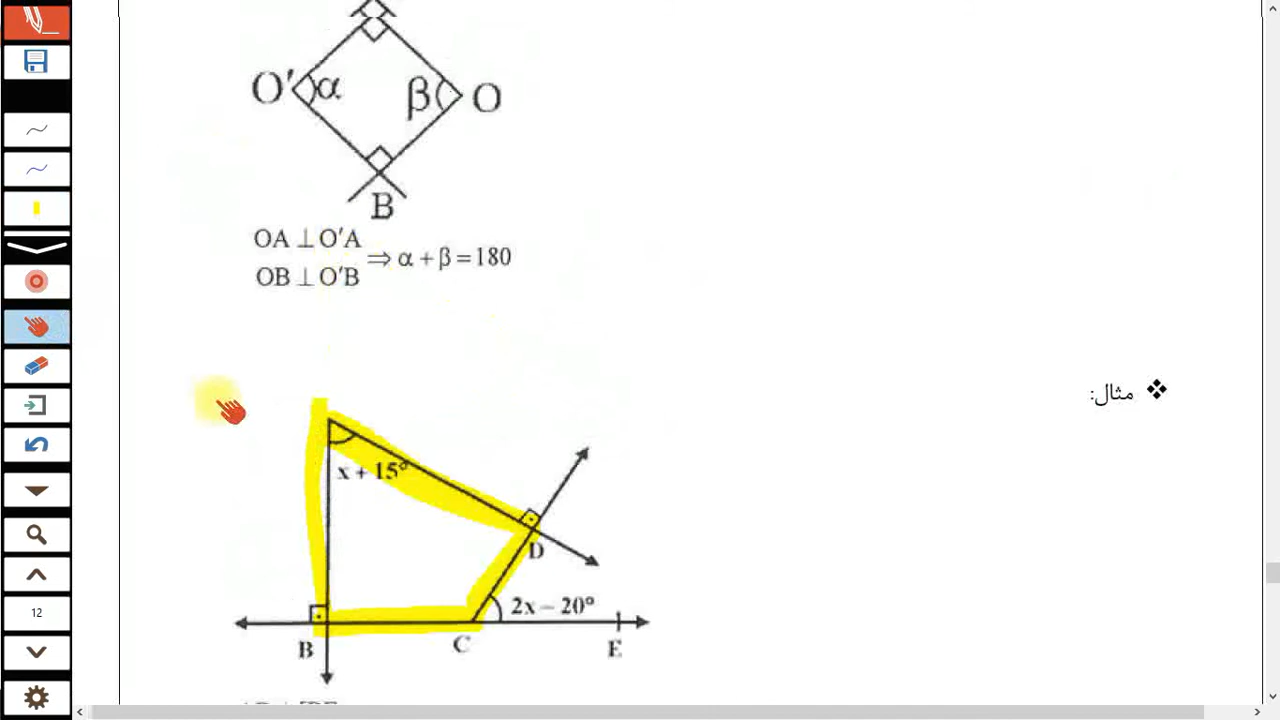 O′ α β O
B
OA ⊥ O′A
OB ⊥ O′B
⇒ α + β = 180
مثال:
x + 15°
D
2x − 20°
B
C
E
12